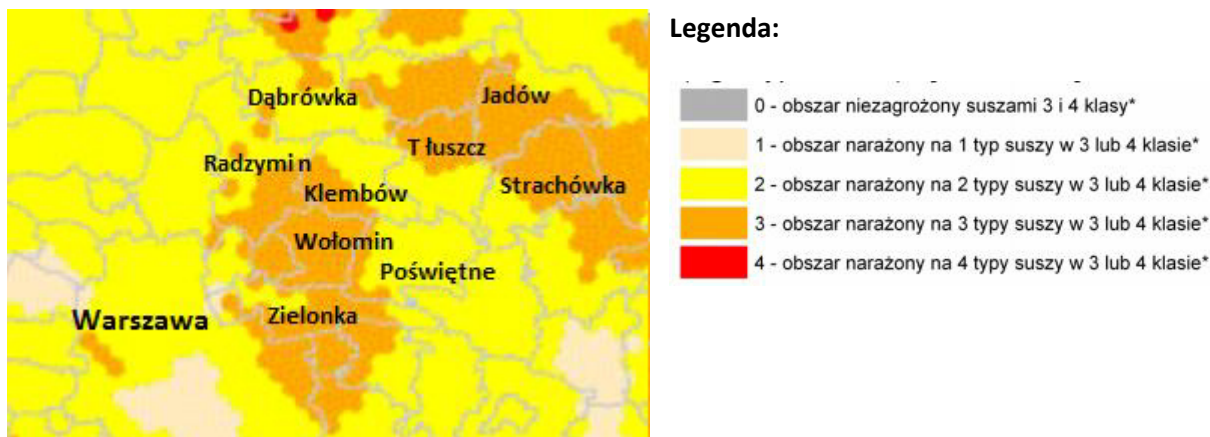 Legenda:
Dąbrówka
Jadów
T łuszcz
Radzymin
Klembów
Strachówka
Wołomin
Poświętne
Warszawa
Zielonka
0 - obszar niezagrożony suszami 3 i 4 klasy*
1 - obszar narażony na 1 typ suszy w 3 lub 4 klasie*
2 - obszar narażony na 2 typy suszy w 3 lub 4 klasie*
3 - obszar narażony na 3 typy suszy w 3 lub 4 klasie*
4 - obszar narażony na 4 typy suszy w 3 lub 4 klasie*